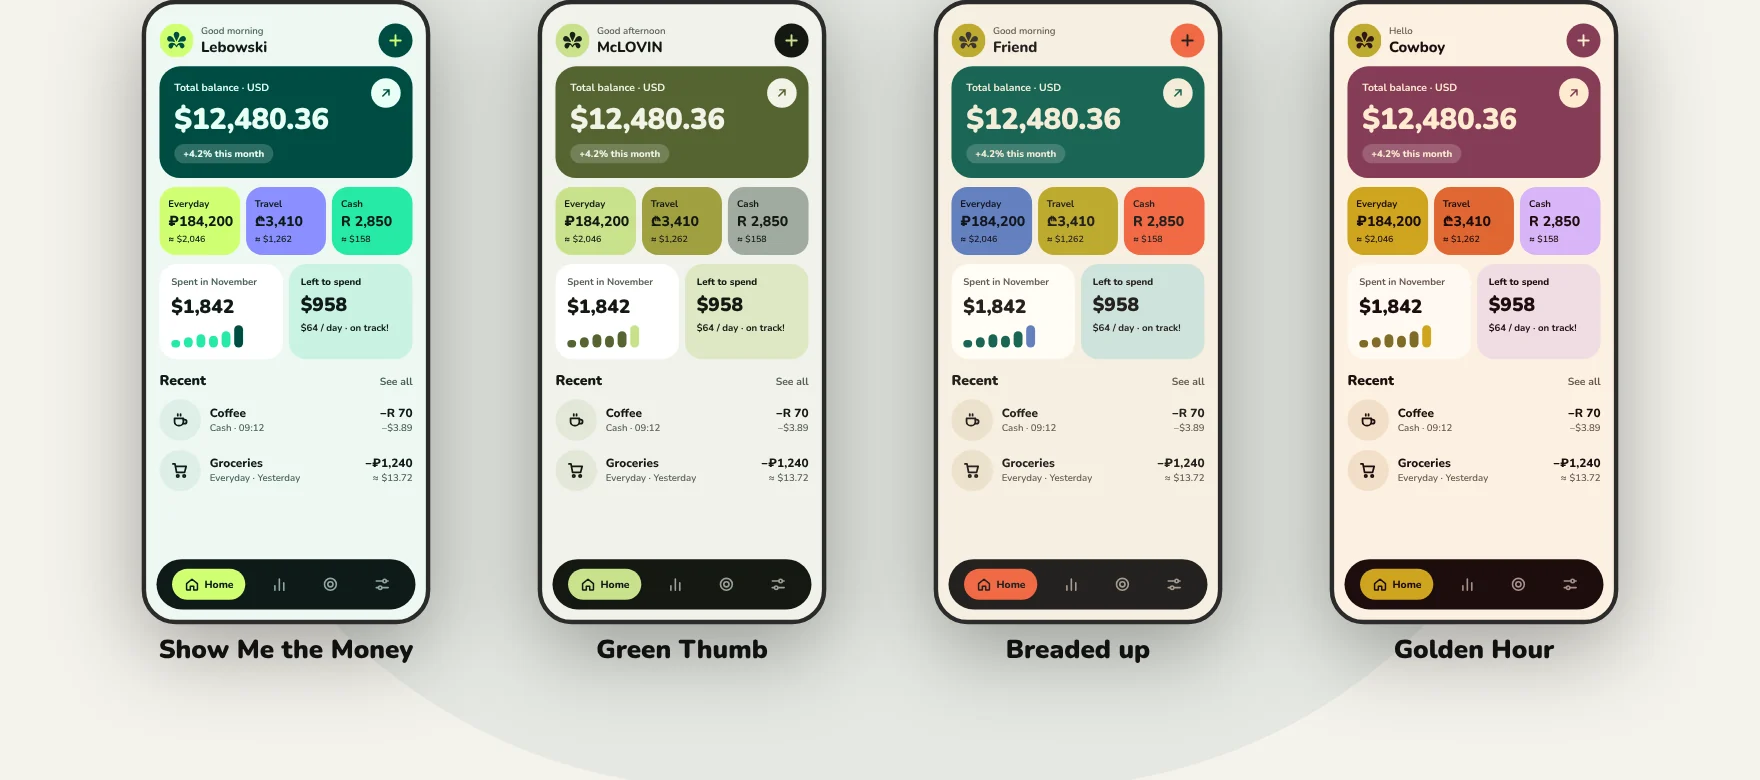 Good morning
Lebowski
Total balance · USD
$12,480.36
+4.2% this month
Everyday
₽184,200
≈ $2,046
Travel
₾3,410
≈ $1,262
Cash
R 2,850
≈ $158
Spent in November
$1,842
Left to spend
$958
$64 / day · on track!
Recent
See all
Coffee
–R 70
Cash · 09:12
–$3.89
Groceries
–₽1,240
Everyday · Yesterday
≈ $13.72
Home
Show Me the Money
Good afternoon
McLOVIN
Total balance · USD
$12,480.36
+4.2% this month
Everyday
₽184,200
≈ $2,046
Travel
₾3,410
≈ $1,262
Cash
R 2,850
≈ $158
Spent in November
$1,842
Left to spend
$958
$64 / day · on track!
Recent
See all
Coffee
–R 70
Cash · 09:12
–$3.89
Groceries
–₽1,240
Everyday · Yesterday
≈ $13.72
Home
Green Thumb
Good morning
Friend
Total balance · USD
$12,480.36
+4.2% this month
Everyday
₽184,200
≈ $2,046
Travel
₾3,410
≈ $1,262
Cash
R 2,850
≈ $158
Spent in November
$1,842
Left to spend
$958
$64 / day · on track!
Recent
See all
Coffee
–R 70
Cash · 09:12
–$3.89
Groceries
–₽1,240
Everyday · Yesterday
≈ $13.72
Home
Breaded up
Hello
Cowboy
Total balance · USD
$12,480.36
+4.2% this month
Everyday
₽184,200
≈ $2,046
Travel
₾3,410
≈ $1,262
Cash
R 2,850
≈ $158
Spent in November
$1,842
Left to spend
$958
$64 / day · on track!
Recent
See all
Coffee
–R 70
Cash · 09:12
–$3.89
Groceries
–₽1,240
Everyday · Yesterday
≈ $13.72
Home
Golden Hour